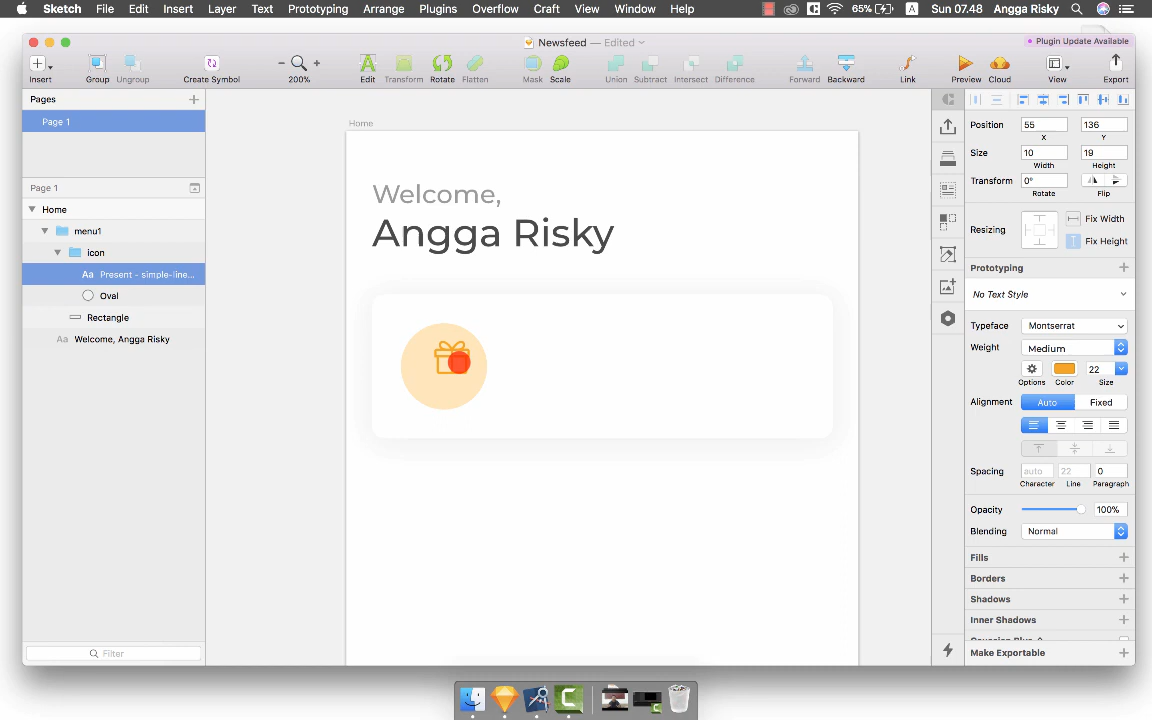 Sketch File Edit Insert Layer Text Prototyping Arrange Plugins Overflow Craft View Window Help 65% A Sun 07.48 Angga Risky
Newsfeed — Edited
Plugin Update Available
Insert Group Ungroup Create Symbol 200% Edit Transform Rotate Flatten Mask Scale Union Subtract Intersect Difference Forward Backward Link Preview Cloud View Export
Pages
Page 1
Page 1
Home
menu1
icon
Aa Present - simple-line...
Oval
Rectangle
Aa Welcome, Angga Risky
Filter
Home
Welcome,
Angga Risky
Position 55 136
X Y
Size 10 19
Width Height
Transform 0°
Rotate Flip
Resizing Fix Width
Fix Height
Prototyping
No Text Style
Typeface Montserrat
Weight Medium
22
Options Color Size
Alignment Auto Fixed
Spacing auto 22 0
Character Line Paragraph
Opacity 100%
Blending Normal
Fills
Borders
Shadows
Inner Shadows
Make Exportable